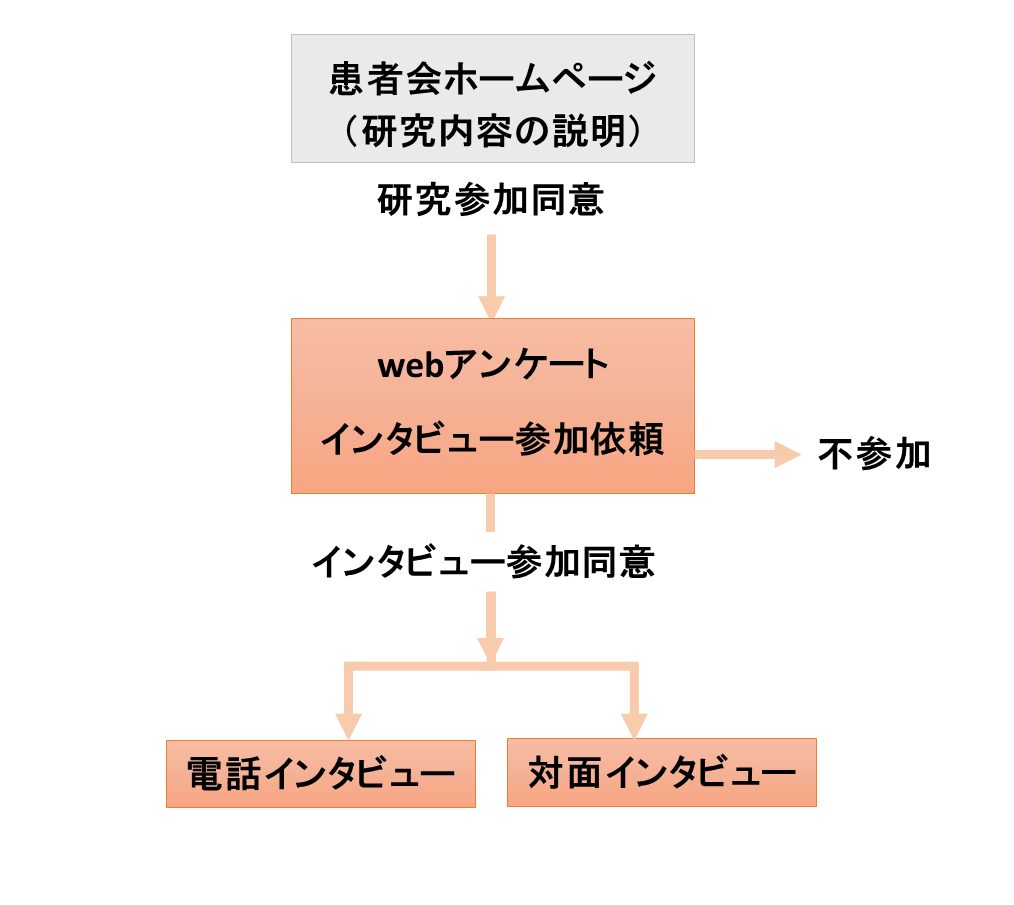 患者会ホームページ
（研究内容の説明）
研究参加同意
webアンケート
インタビュー参加依頼
不参加
インタビュー参加同意
電話インタビュー
対面インタビュー